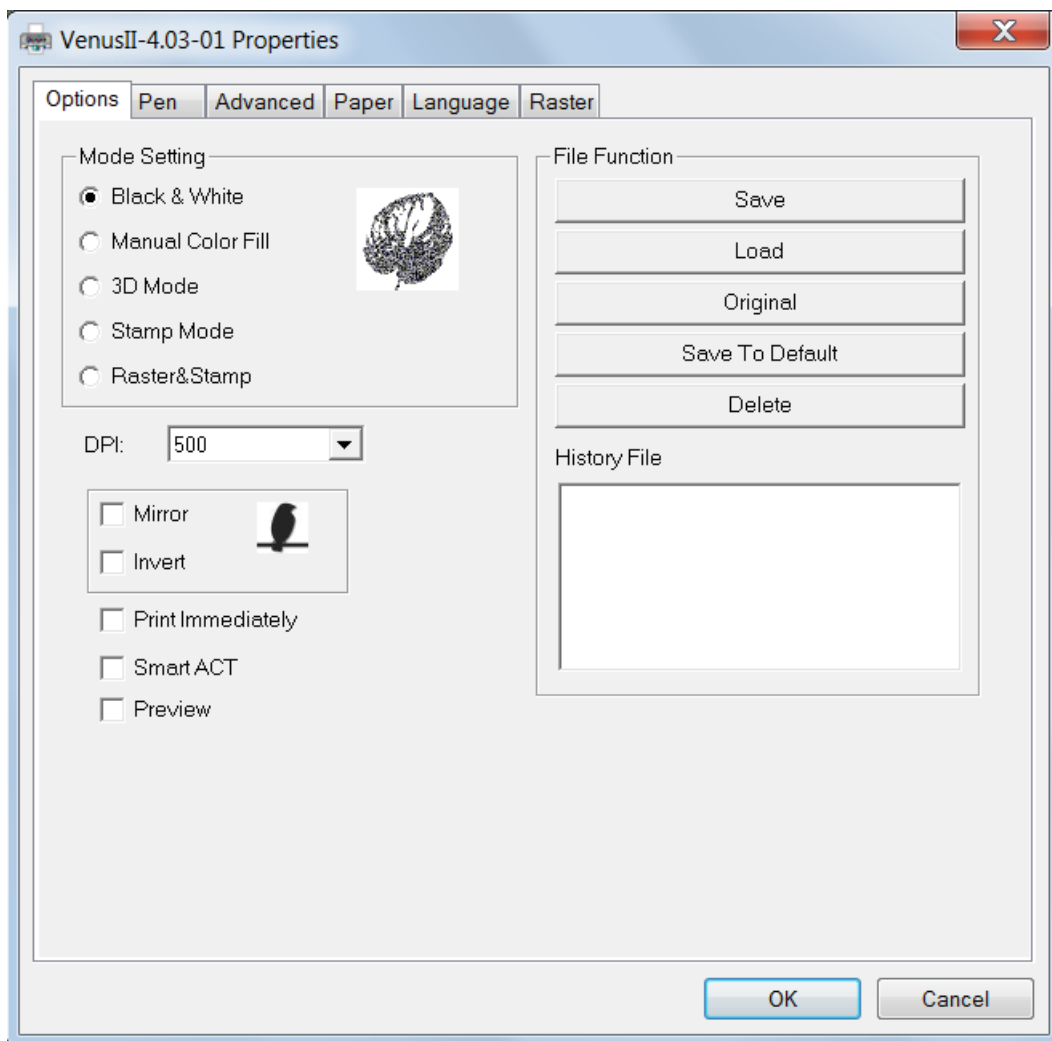 VenusII-4.03-01 Properties
X
Options Pen Advanced Paper Language Raster
Mode Setting
Black & White
Manual Color Fill
3D Mode
Stamp Mode
Raster&Stamp
DPI: 500
Mirror
Invert
Print Immediately
Smart ACT
Preview
File Function
Save
Load
Original
Save To Default
Delete
History File
OK Cancel